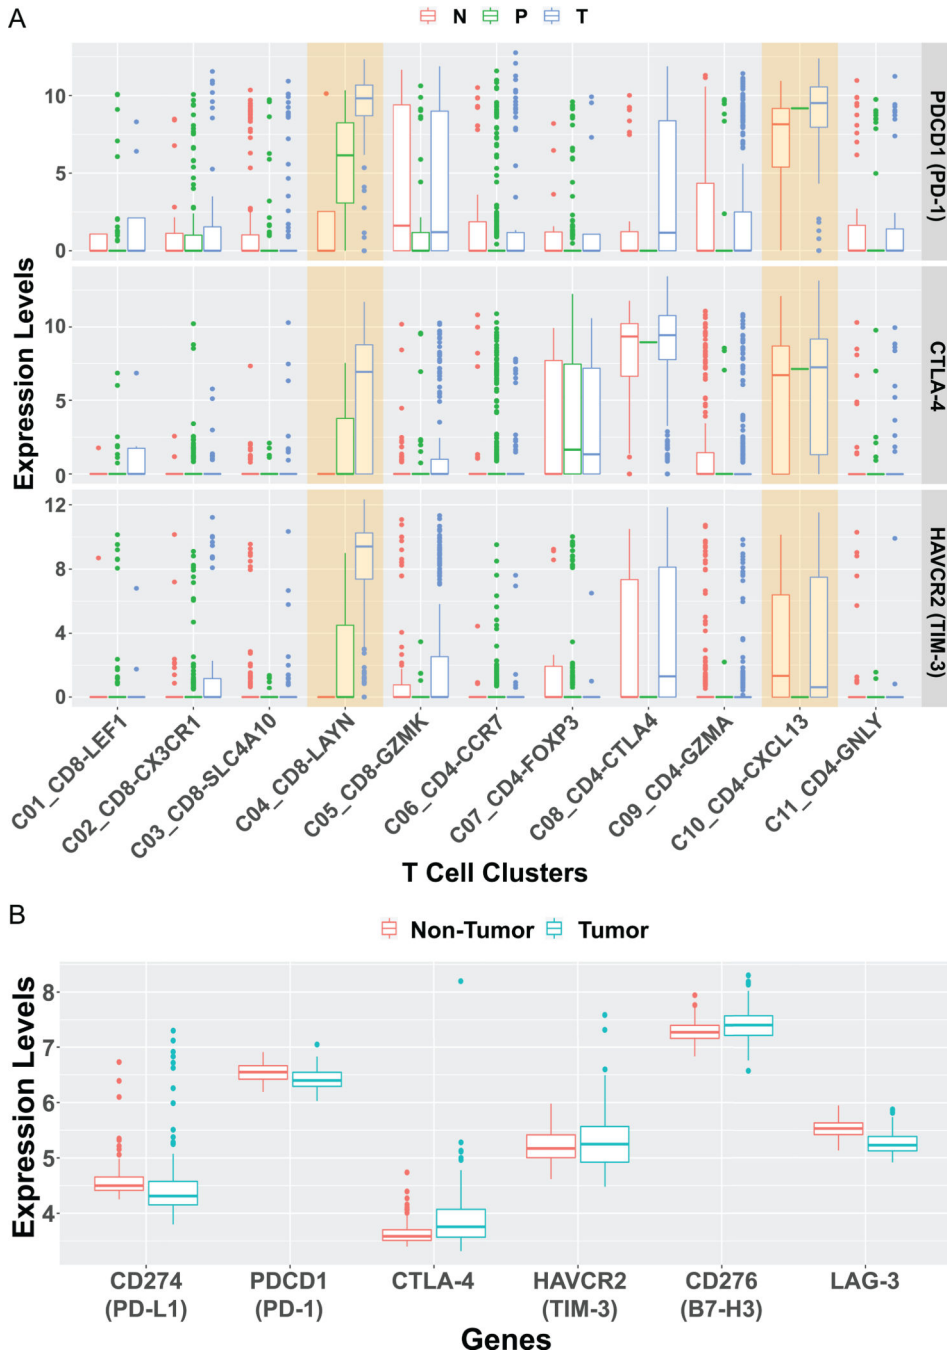 A
N P T
Expression Levels
10
5
0
PDCD1 (PD-1)
10
5
0
CTLA-4
12
8
4
0
HAVCR2 (TIM-3)
C01_CD8-LEF1
C02_CD8-CX3CR1
C03_CD8-SLC4A10
C04_CD8-LAYN
C05_CD8-GZMK
C06_CD4-CCR7
C07_CD4-FOXP3
C08_CD4-CTLA4
C09_CD4-GZMA
C10_CD4-CXCL13
C11_CD4-GNLY
T Cell Clusters
B
Non-Tumor Tumor
Expression Levels
8
7
6
5
4
CD274 PDCD1 CTLA-4 HAVCR2 CD276 LAG-3
(PD-L1) (PD-1) (TIM-3) (B7-H3)
Genes